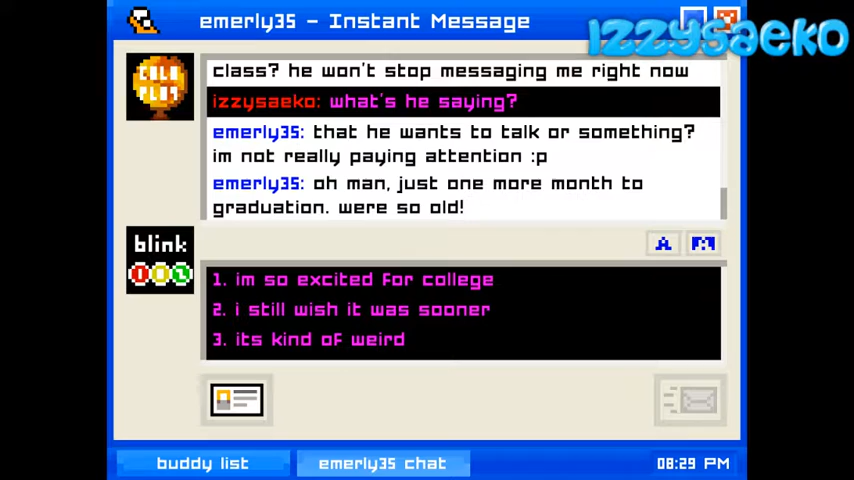 emerly35 - Instant Message
IZZYSAEKO
COLD
PLAY
class? he won't stop messaging me right now
izzysaeko: what's he saying?
emerly35: that he wants to talk or something?
im not really paying attention :p
emerly35: oh man, just one more month to
graduation. were so old!
A
blink
182
1. im so excited for college
2. i still wish it was sooner
3. its kind of weird
buddy list
emerly35 chat
08:29 PM